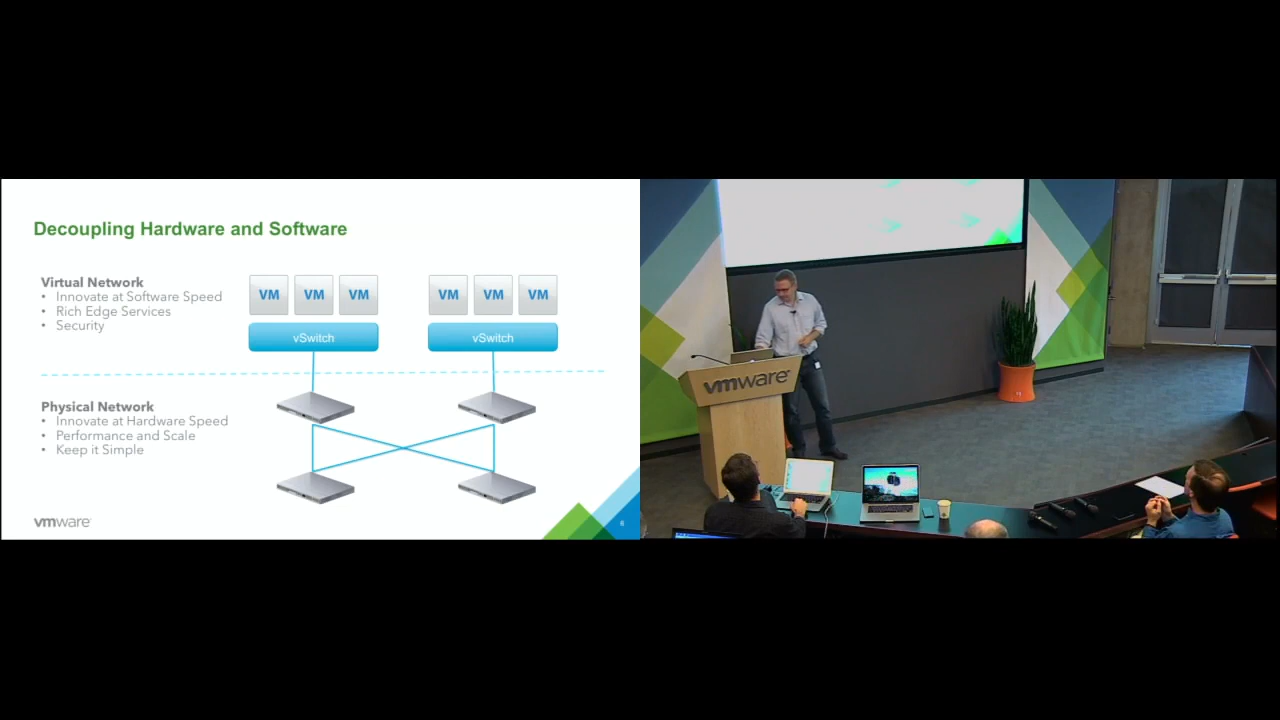 Decoupling Hardware and Software
Virtual Network
• Innovate at Software Speed
• Rich Edge Services
• Security
VM VM VM VM VM VM
vSwitch vSwitch
Physical Network
• Innovate at Hardware Speed
• Performance and Scale
• Keep it Simple
vmware
6
vmware